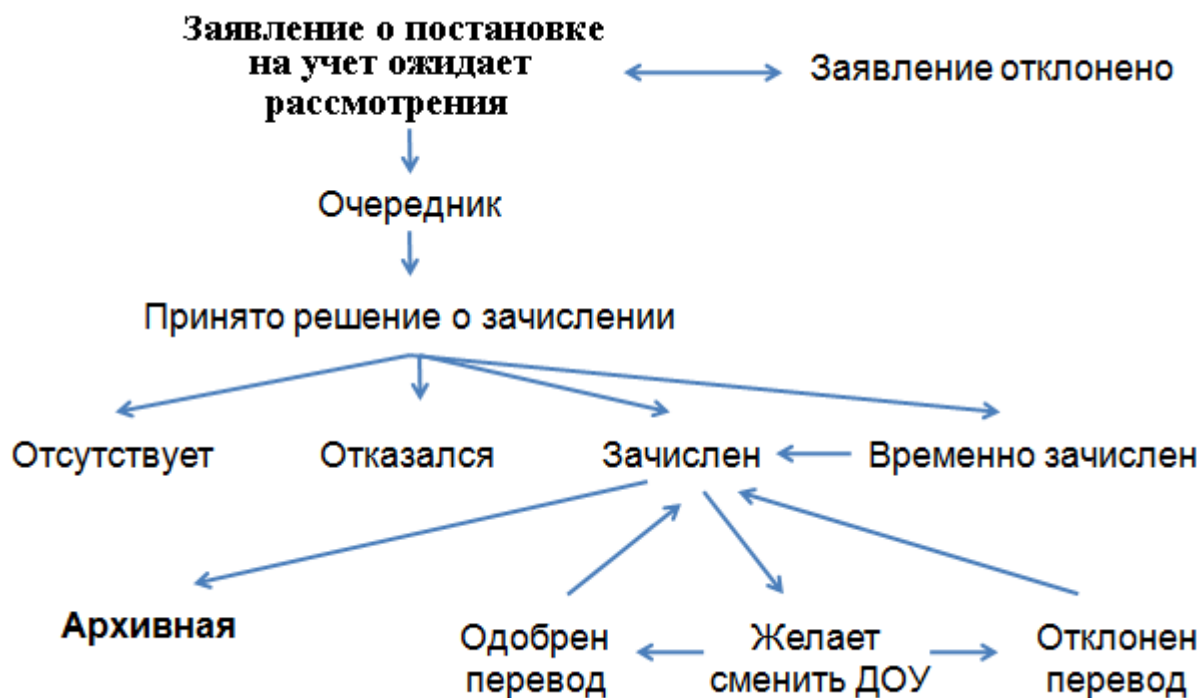 Заявление о постановке
на учет ожидает
рассмотрения
Заявление отклонено
Очередник
Принято решение о зачислении
Отсутствует
Отказался
Зачислен
Временно зачислен
Архивная
Одобрен
перевод
Желает
сменить ДОУ
Отклонен
перевод